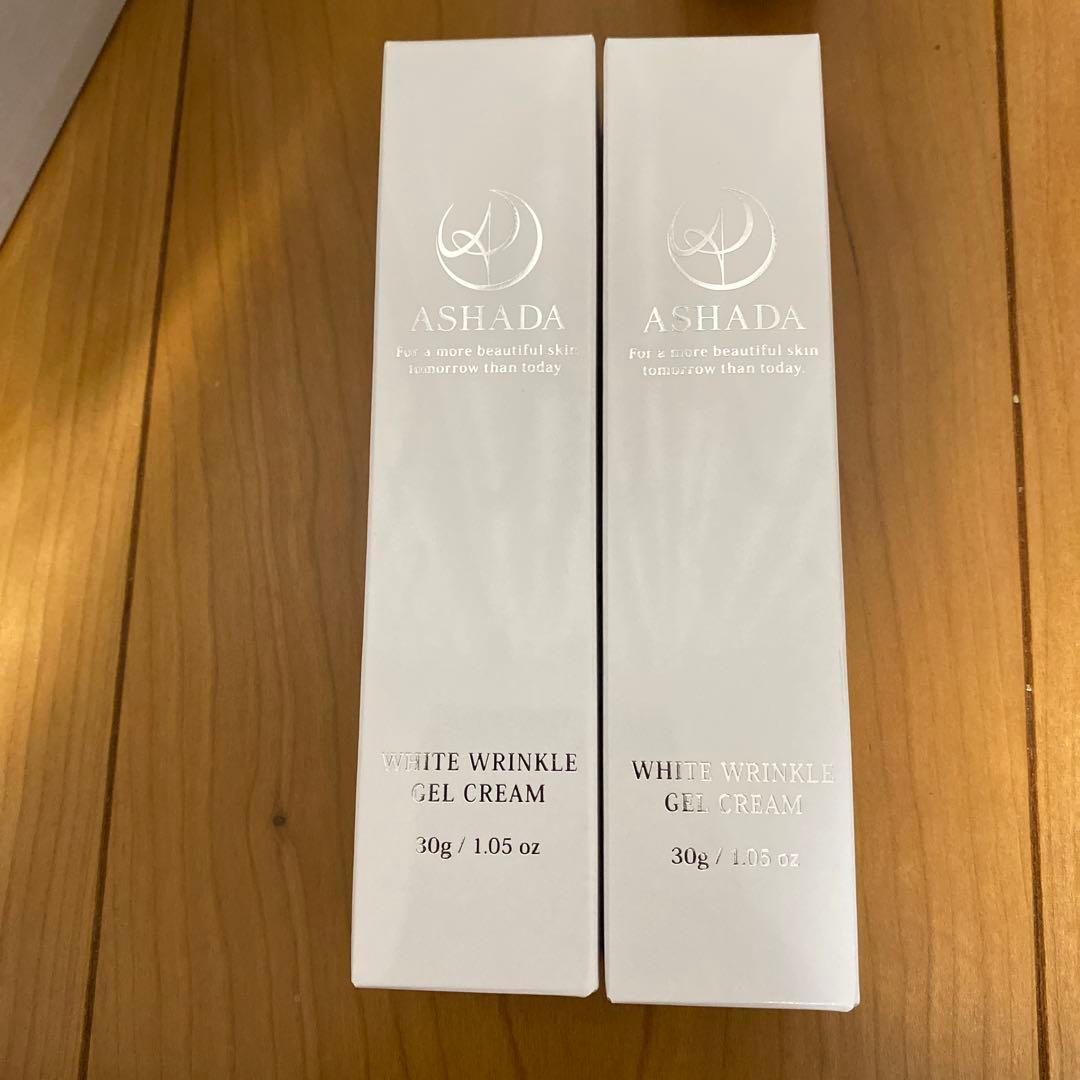 ASHADA
For a more beautiful skin
tomorrow than today
WHITE WRINKLE
GEL CREAM
30g / 1.05 oz
ASHADA
For a more beautiful skin
tomorrow than today.
WHITE WRINKLE
GEL CREAM
30g / 1.05 oz